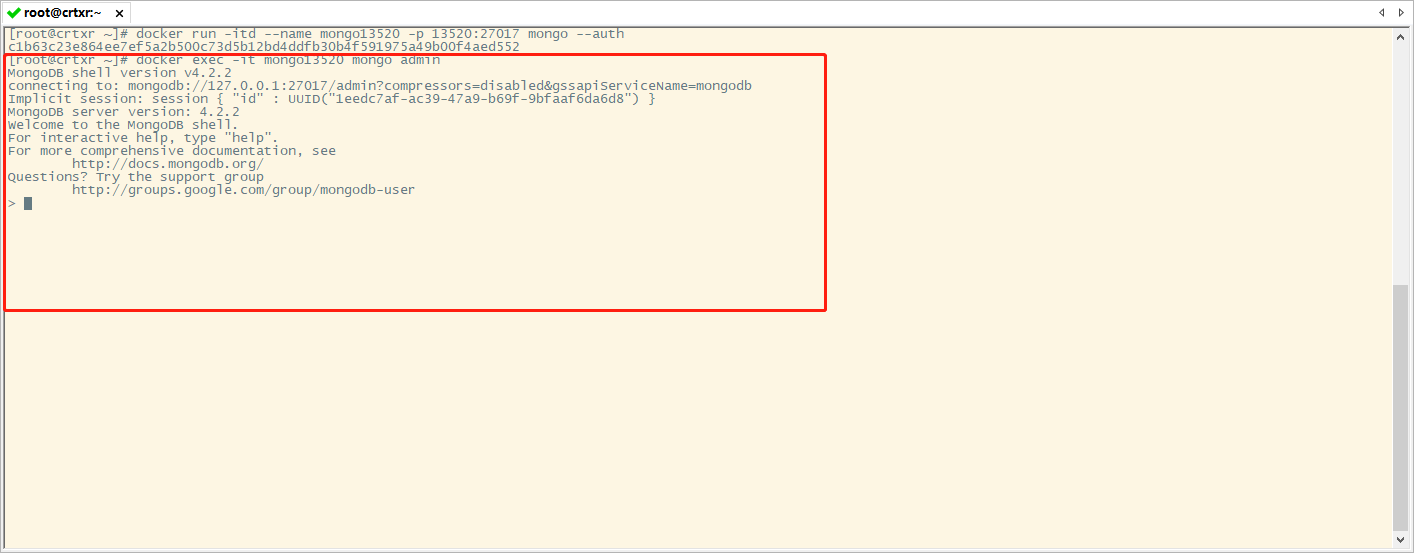 root@crtxr:~
[root@crtxr ~]# docker run -itd --name mongo13520 -p 13520:27017 mongo --auth
c1b63c23e864ee7ef5a2b500c73d5b12bd4ddfb30b4f591975a49b00f4aed552
[root@crtxr ~]# docker exec -it mongo13520 mongo admin
MongoDB shell version v4.2.2
connecting to: mongodb://127.0.0.1:27017/admin?compressors=disabled&gssapiServiceName=mongodb
Implicit session: session { "id" : UUID("1eedc7af-ac39-47a9-b69f-9bfaaf6da6d8") }
MongoDB server version: 4.2.2
Welcome to the MongoDB shell.
For interactive help, type "help".
For more comprehensive documentation, see
        http://docs.mongodb.org/
Questions? Try the support group
        http://groups.google.com/group/mongodb-user
>